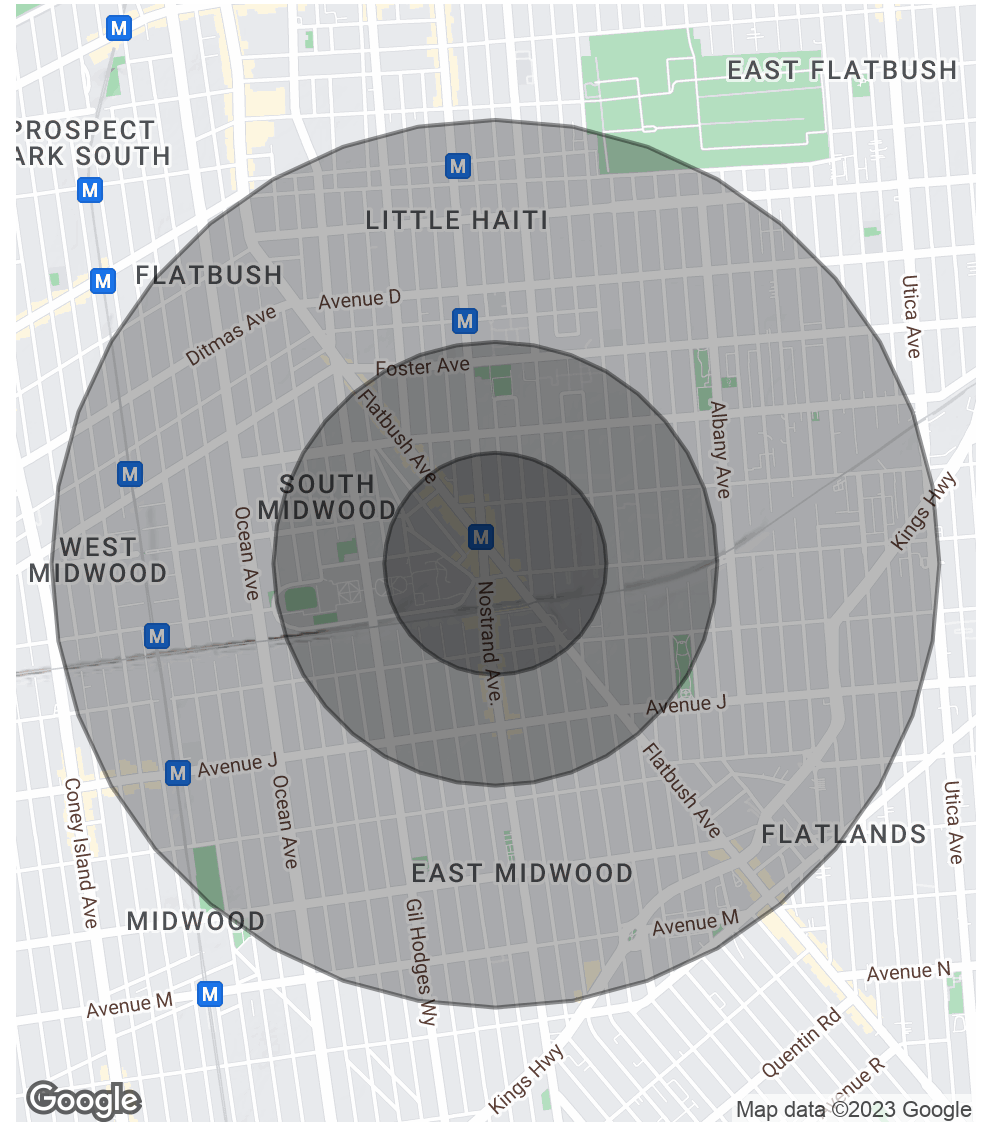 M
EAST FLATBUSH
PROSPECT
ARK SOUTH
M
M
LITTLE HAITI
FLATBUSH
M
Avenue D
Utica Ave
Ditmas Ave
M
Foster Ave
Flatbush Ave
Albany Ave
M
SOUTH
MIDWOOD
Kings Hwy
Ocean Ave
M
WEST
MIDWOOD
Nostrand Ave.
M
Avenue J
Flatbush Ave
M
Avenue J
Coney Island Ave
Ocean Ave
Utica Ave
FLATLANDS
EAST MIDWOOD
MIDWOOD
Gil Hodges Wy
Avenue M
Avenue N
M
Avenue M
Quentin Rd
Kings Hwy
Avenue R
Google
Map data ©2023 Google